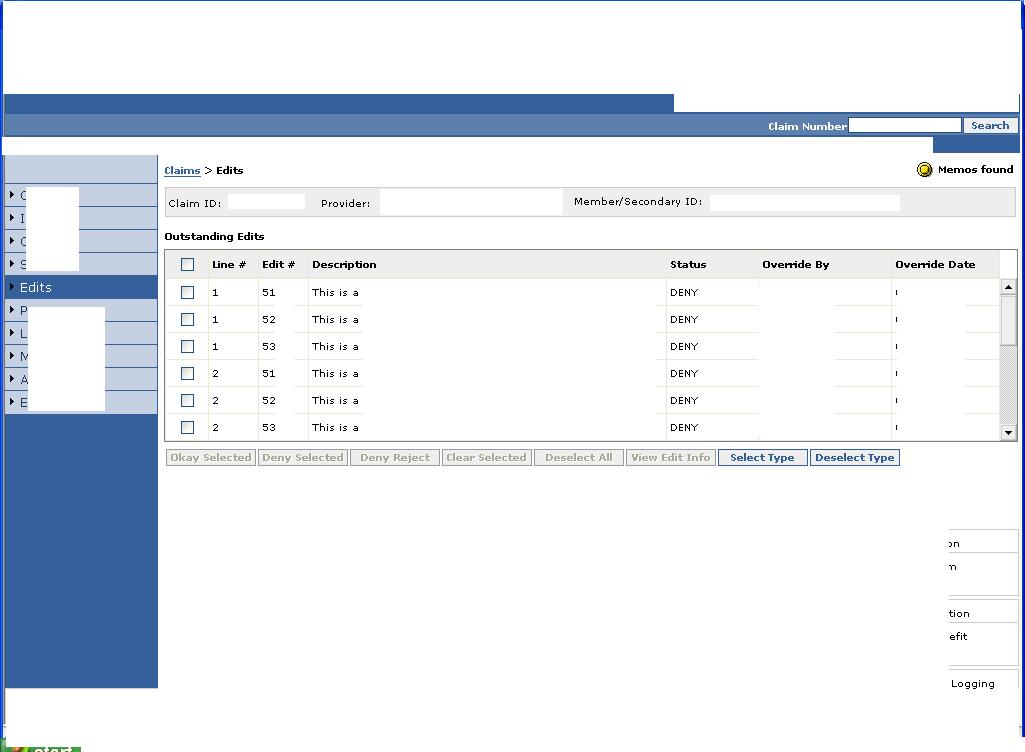 Claim Number Search
Claims > Edits Memos found
Claim ID: Provider: Member/Secondary ID:
Outstanding Edits
Line # Edit # Description Status Override By Override Date
1 51 This is a DENY
1 52 This is a DENY
1 53 This is a DENY
2 51 This is a DENY
2 52 This is a DENY
2 53 This is a DENY
Okay Selected Deny Selected Deny Reject Clear Selected Deselect All View Edit Info Select Type Deselect Type
C
I
C
S
Edits
P
L
M
A
E
on
m
tion
efit
Logging
start